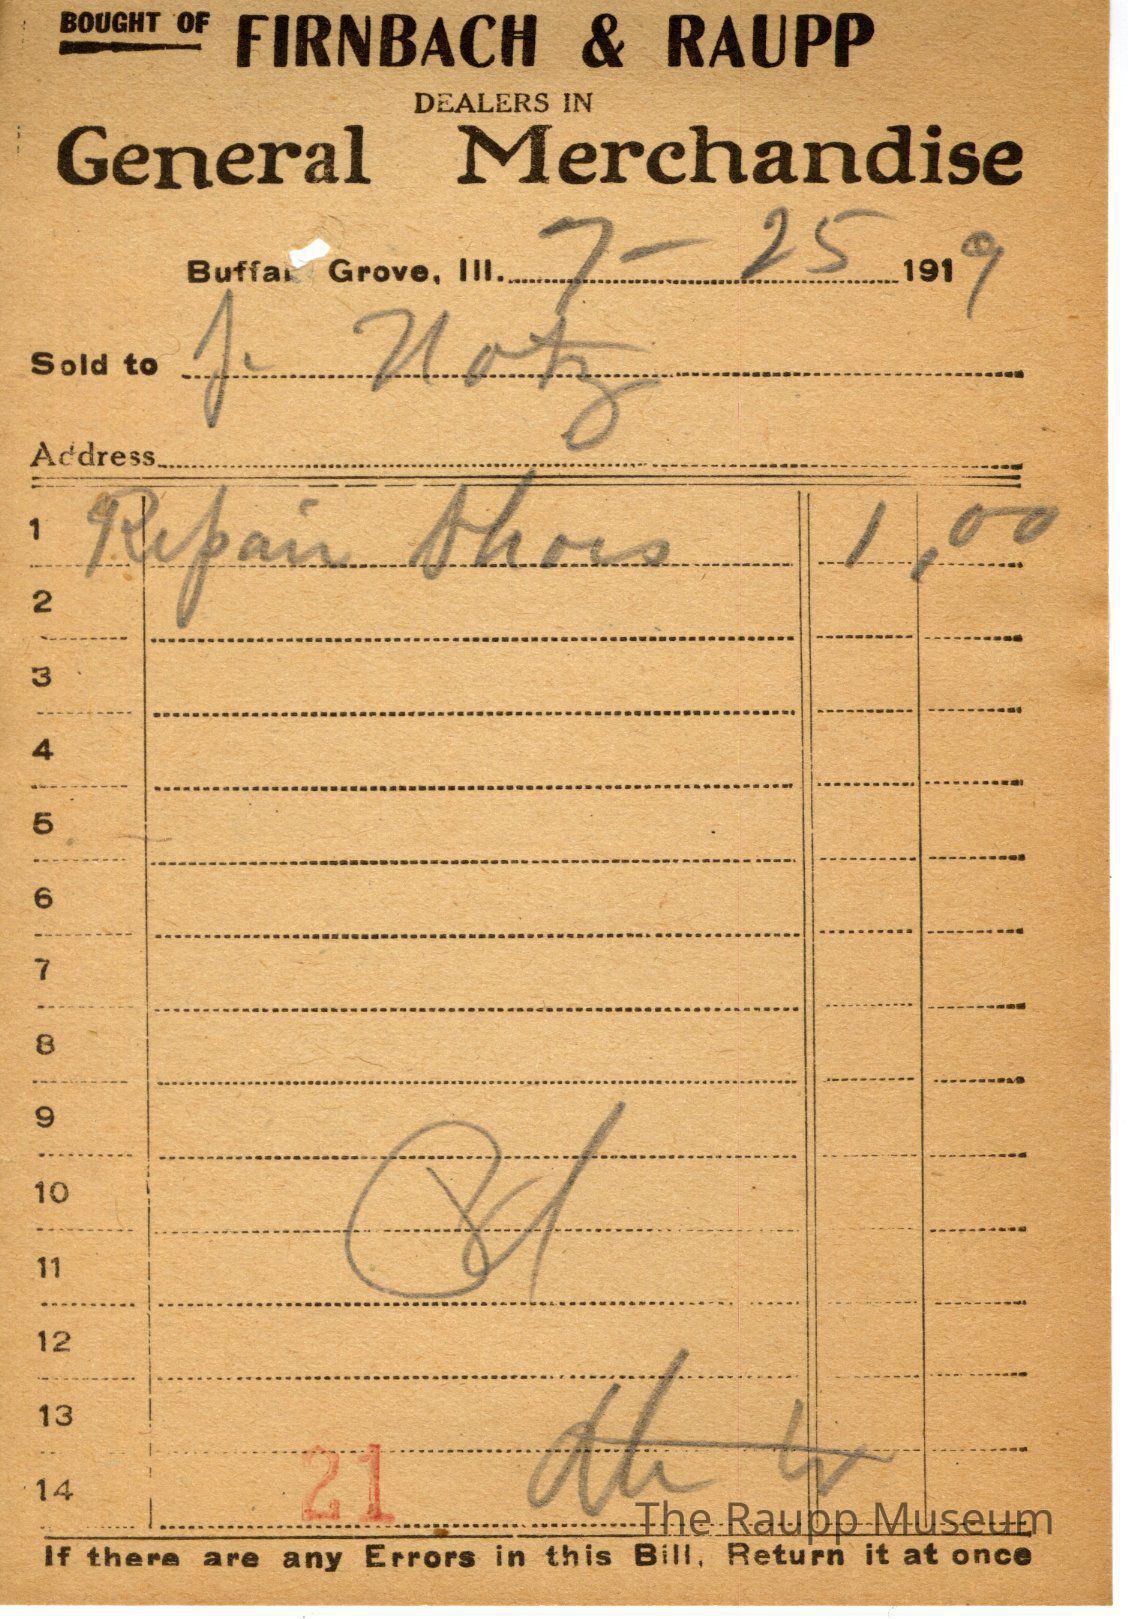 BOUGHT OF FIRNBACH & RAUPP
DEALERS IN
General Merchandise
Buffal Grove, Ill. 7-25 1919
Sold to J. Notz
Address
1 Repair Shoes 1,00
2
3
4
5
6
7
8
9
10
11
12
13
14 21
The Raupp Museum
If there are any Errors in this Bill, Return it at once